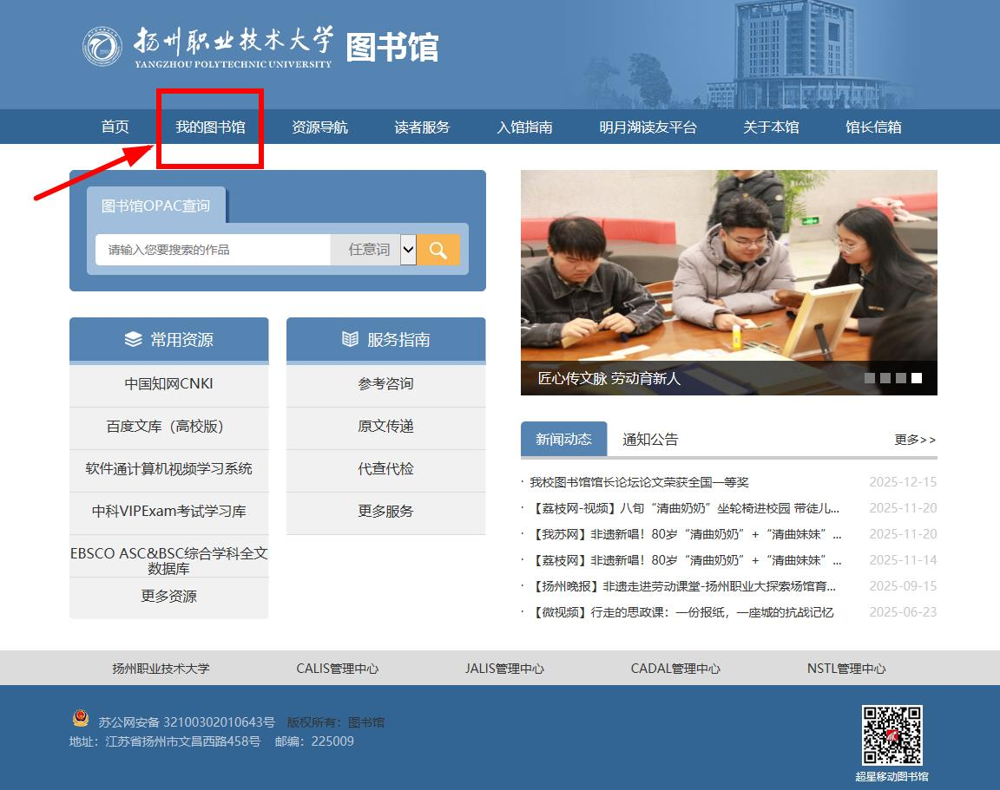 扬州职业技术大学 图书馆
YANGZHOU POLYTECHNIC UNIVERSITY
首页 我的图书馆 资源导航 读者服务 入馆指南 明月湖读友平台 关于本馆 馆长信箱
图书馆OPAC查询
请输入您要搜索的作品 任意词
常用资源
中国知网CNKI
百度文库（高校版）
软件通计算机视频学习系统
中科VIPExam考试学习库
EBSCO ASC&BSC综合学科全文
数据库
更多资源
服务指南
参考咨询
原文传递
代查代检
更多服务
匠心传文脉 劳动育新人
新闻动态 通知公告 更多>>
· 我校图书馆馆长论坛论文荣获全国一等奖 2025-12-15
· 【荔枝网-视频】八旬“清曲奶奶”坐轮椅进校园 带徒儿... 2025-11-20
· 【我苏网】非遗新唱！80岁“清曲奶奶”+“清曲妹妹”... 2025-11-20
· 【荔枝网】非遗新唱！80岁“清曲奶奶”+“清曲妹妹”... 2025-11-14
· 【扬州晚报】非遗走进劳动课堂-扬州职业大探索场馆育... 2025-09-15
· 【微视频】行走的思政课：一份报纸，一座城的抗战记忆 2025-06-23
扬州职业技术大学 CALIS管理中心 JALIS管理中心 CADAL管理中心 NSTL管理中心
苏公网安备 32100302010643号 版权所有：图书馆
地址：江苏省扬州市文昌西路458号 邮编：225009
超星移动图书馆